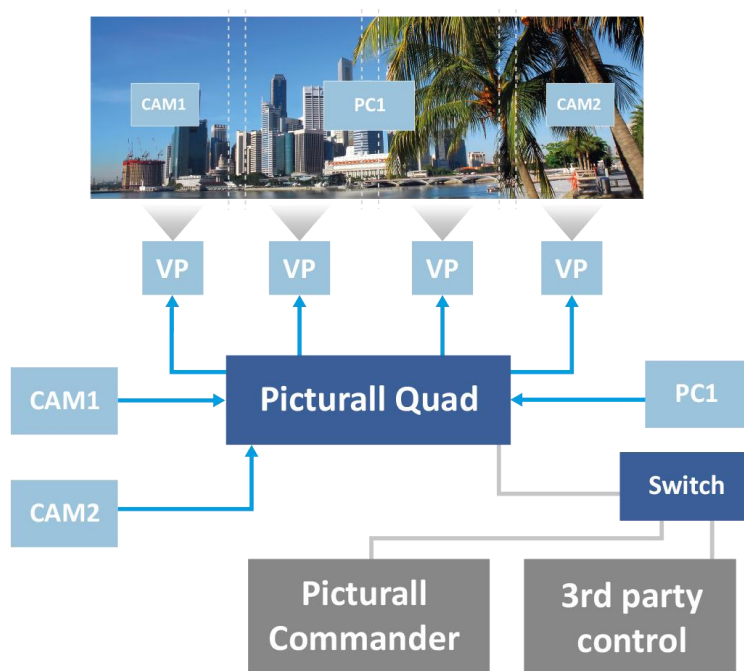 CAM1
PC1
CAM2
VP
VP
VP
VP
CAM1
Picturall Quad
PC1
CAM2
Switch
Picturall
Commander
3rd party
control